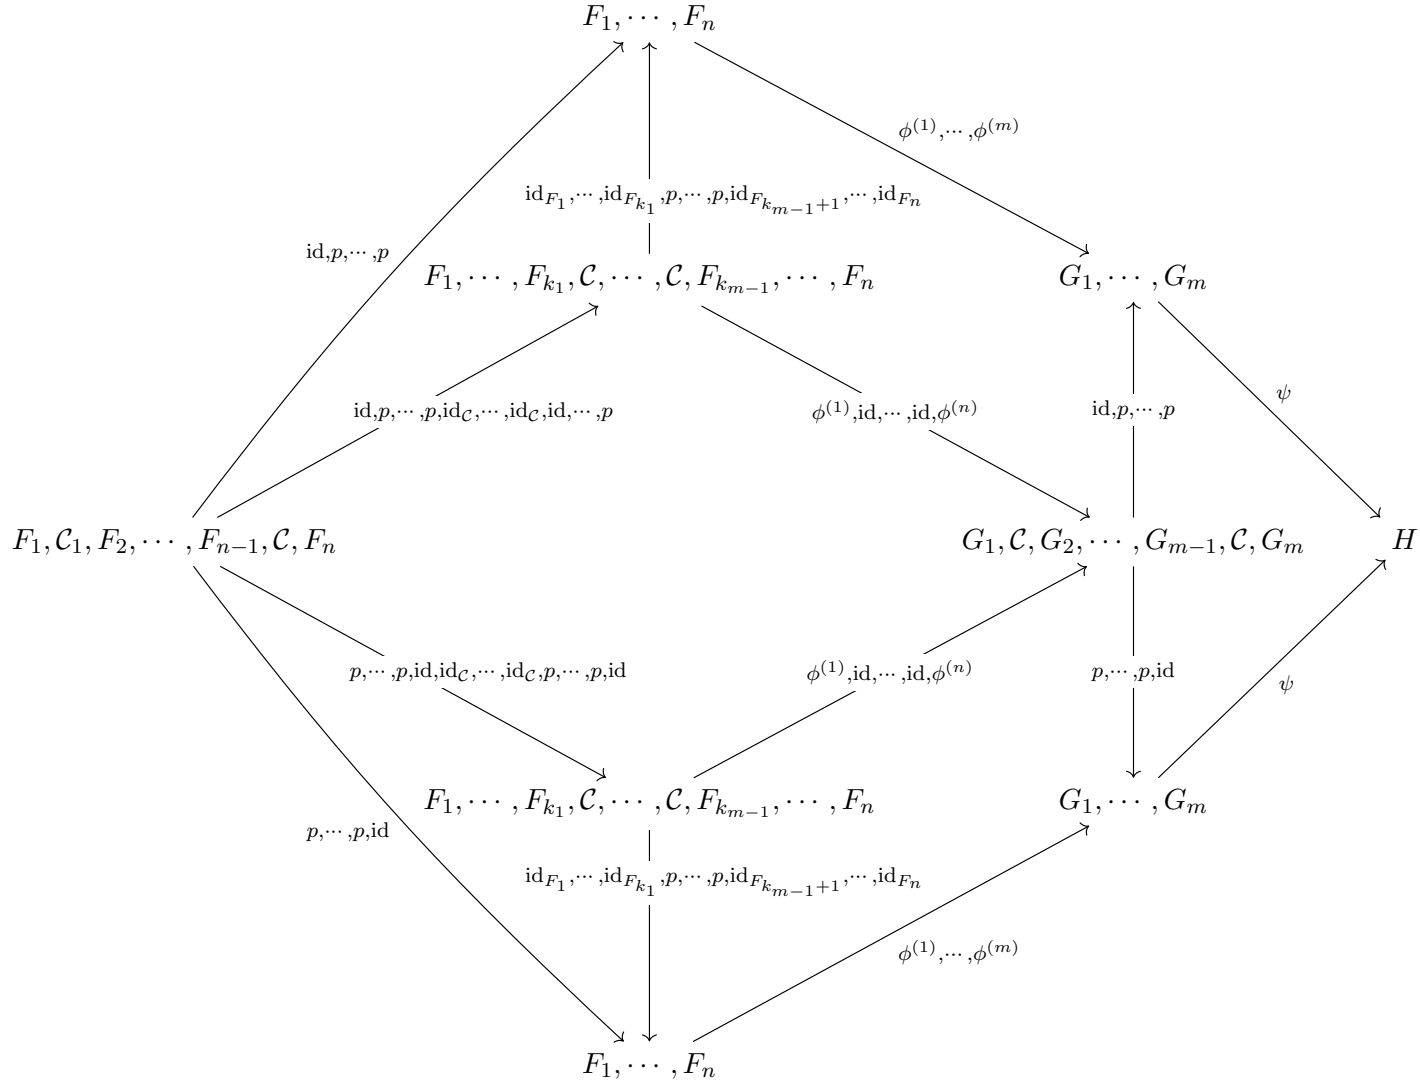 F_1, ⋯, F_n
ϕ^{(1)},⋯,ϕ^{(m)}
id_{F_1},⋯,id_{F_{k_1}},p,⋯,p,id_{F_{k_{m-1}+1}},⋯,id_{F_n}
id,p,⋯,p
F_1, ⋯, F_{k_1}, 𝒞, ⋯, 𝒞, F_{k_{m-1}}, ⋯, F_n
G_1, ⋯, G_m
ψ
id,p,⋯,p,id_𝒞,⋯,id_𝒞,id,⋯,p
ϕ^{(1)},id,⋯,id,ϕ^{(n)}
id,p,⋯,p
F_1, 𝒞_1, F_2, ⋯, F_{n-1}, 𝒞, F_n
G_1, 𝒞, G_2, ⋯, G_{m-1}, 𝒞, G_m
H
p,⋯,p,id,id_𝒞,⋯,id_𝒞,p,⋯,p,id
ϕ^{(1)},id,⋯,id,ϕ^{(n)}
p,⋯,p,id
ψ
F_1, ⋯, F_{k_1}, 𝒞, ⋯, 𝒞, F_{k_{m-1}}, ⋯, F_n
G_1, ⋯, G_m
p,⋯,p,id
id_{F_1},⋯,id_{F_{k_1}},p,⋯,p,id_{F_{k_{m-1}+1}},⋯,id_{F_n}
ϕ^{(1)},⋯,ϕ^{(m)}
F_1, ⋯, F_n